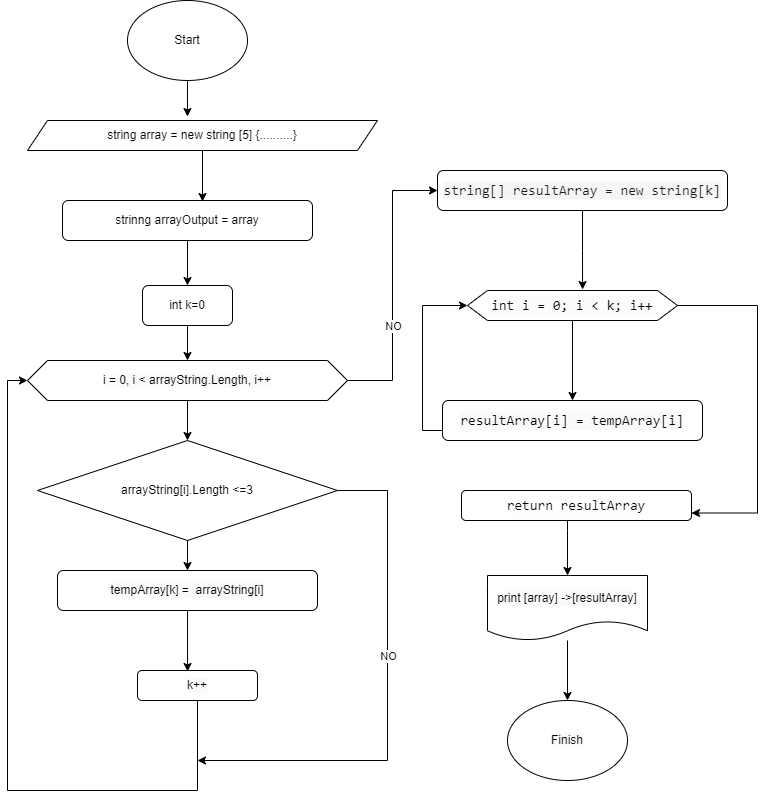 Start
string array = new string [5] {..........}
strinng arrayOutput = array
int k=0
i = 0, i < arrayString.Length, i++
arrayString[i].Length <=3
tempArray[k] = arrayString[i]
NO
k++
NO
string[] resultArray = new string[k]
int i = 0; i < k; i++
resultArray[i] = tempArray[i]
return resultArray
print [array] ->[resultArray]
Finish